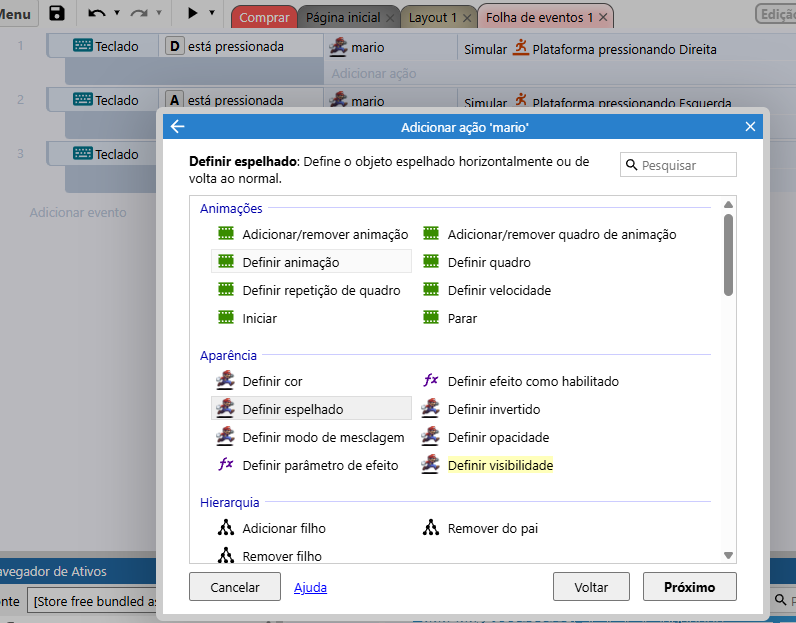 Menu
Comprar
Página inicial
Layout 1
Folha de eventos 1
Ediçã
1
Teclado
D está pressionada
mario
Simular Plataforma pressionando Direita
Adicionar ação
2
Teclado
A está pressionada
mario
Simular Plataforma pressionando Esquerda
3
Teclado
Adicionar evento
Adicionar ação 'mario'
Definir espelhado: Define o objeto espelhado horizontalmente ou de
volta ao normal.
Pesquisar
Animações
Adicionar/remover animação
Adicionar/remover quadro de animação
Definir animação
Definir quadro
Definir repetição de quadro
Definir velocidade
Iniciar
Parar
Aparência
Definir cor
fx Definir efeito como habilitado
Definir espelhado
Definir invertido
Definir modo de mesclagem
Definir opacidade
fx Definir parâmetro de efeito
Definir visibilidade
Hierarquia
Adicionar filho
Remover do pai
Remover filho
Cancelar
Ajuda
Voltar
Próximo
avegador de Ativos
nte
[Store free bundled as